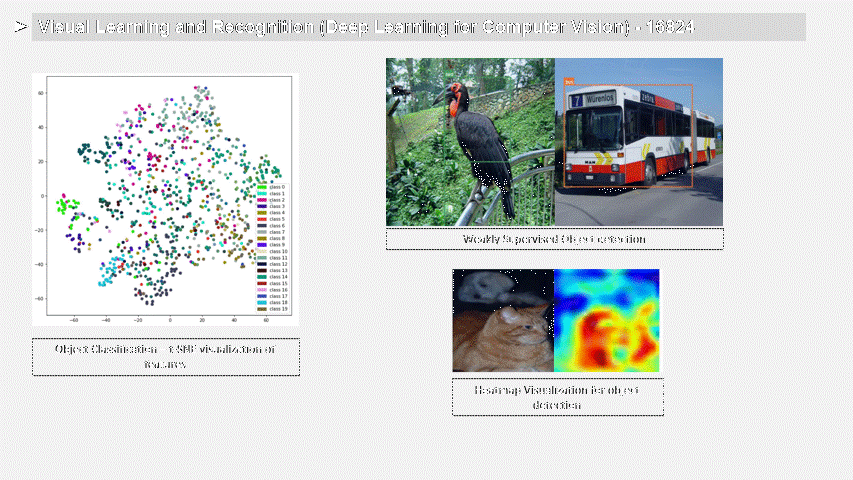 > Visual Learning and Recognition (Deep Learning for Computer Vision) - 16824
60
40
20
0
−20
−40
−60
−60
−40
−20
0
20
40
60
class 0
class 1
class 2
class 3
class 4
class 5
class 6
class 7
class 8
class 9
class 10
class 11
class 12
class 13
class 14
class 15
class 16
class 17
class 18
class 19
Object Classification - t-SNE visualization of
features
7 Würenlos
MAN
Weakly Supervised Object detection
Heatmap Visualization for object
detection